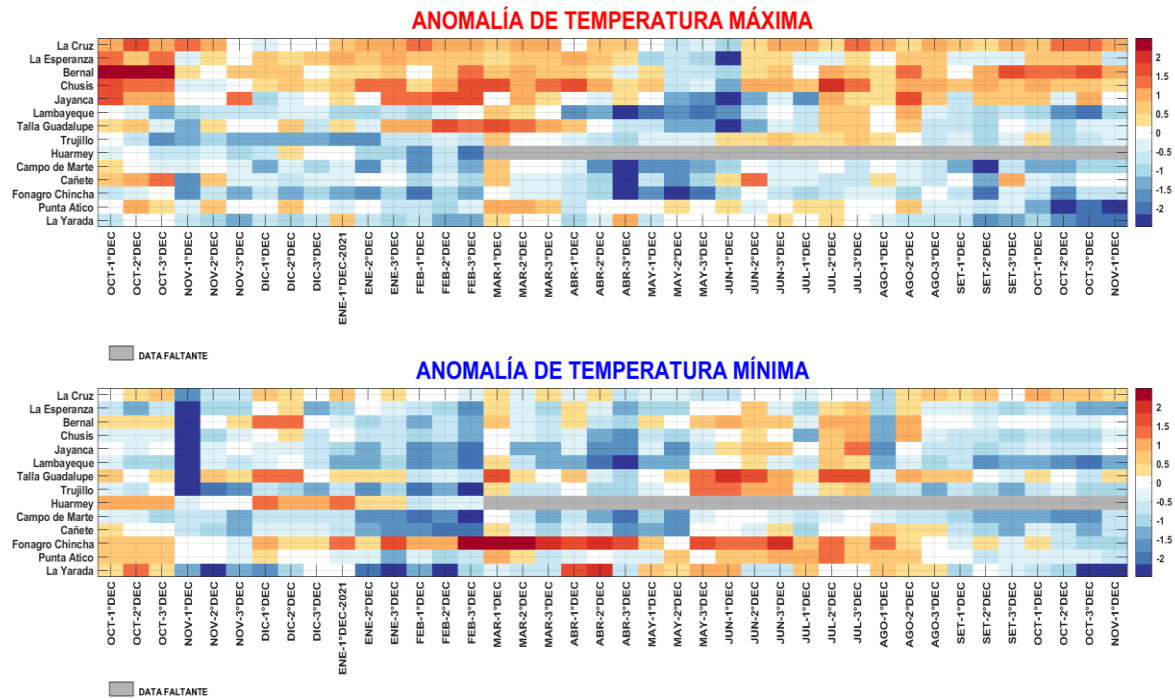 ANOMALÍA DE TEMPERATURA MÁXIMA
La Cruz
La Esperanza
Bernal
Chusis
Jayanca
Lambayeque
Talla Guadalupe
Trujillo
Huarmey
Campo de Marte
Cañete
Fonagro Chincha
Punta Atico
La Yarada
2
1.5
1
0.5
0
-0.5
-1
-1.5
-2
OCT-1°DEC
OCT-2°DEC
OCT-3°DEC
NOV-1°DEC
NOV-2°DEC
NOV-3°DEC
DIC-1°DEC
DIC-2°DEC
DIC-3°DEC
ENE-1°DEC-2021
ENE-2°DEC
ENE-3°DEC
FEB-1°DEC
FEB-2°DEC
FEB-3°DEC
MAR-1°DEC
MAR-2°DEC
MAR-3°DEC
ABR-1°DEC
ABR-2°DEC
ABR-3°DEC
MAY-1°DEC
MAY-2°DEC
MAY-3°DEC
JUN-1°DEC
JUN-2°DEC
JUN-3°DEC
JUL-1°DEC
JUL-2°DEC
JUL-3°DEC
AGO-1°DEC
AGO-2°DEC
AGO-3°DEC
SET-1°DEC
SET-2°DEC
SET-3°DEC
OCT-1°DEC
OCT-2°DEC
OCT-3°DEC
NOV-1°DEC
DATA FALTANTE
ANOMALÍA DE TEMPERATURA MÍNIMA
La Cruz
La Esperanza
Bernal
Chusis
Jayanca
Lambayeque
Talla Guadalupe
Trujillo
Huarmey
Campo de Marte
Cañete
Fonagro Chincha
Punta Atico
La Yarada
2
1.5
1
0.5
0
-0.5
-1
-1.5
-2
OCT-1°DEC
OCT-2°DEC
OCT-3°DEC
NOV-1°DEC
NOV-2°DEC
NOV-3°DEC
DIC-1°DEC
DIC-2°DEC
DIC-3°DEC
ENE-1°DEC-2021
ENE-2°DEC
ENE-3°DEC
FEB-1°DEC
FEB-2°DEC
FEB-3°DEC
MAR-1°DEC
MAR-2°DEC
MAR-3°DEC
ABR-1°DEC
ABR-2°DEC
ABR-3°DEC
MAY-1°DEC
MAY-2°DEC
MAY-3°DEC
JUN-1°DEC
JUN-2°DEC
JUN-3°DEC
JUL-1°DEC
JUL-2°DEC
JUL-3°DEC
AGO-1°DEC
AGO-2°DEC
AGO-3°DEC
SET-1°DEC
SET-2°DEC
SET-3°DEC
OCT-1°DEC
OCT-2°DEC
OCT-3°DEC
NOV-1°DEC
DATA FALTANTE